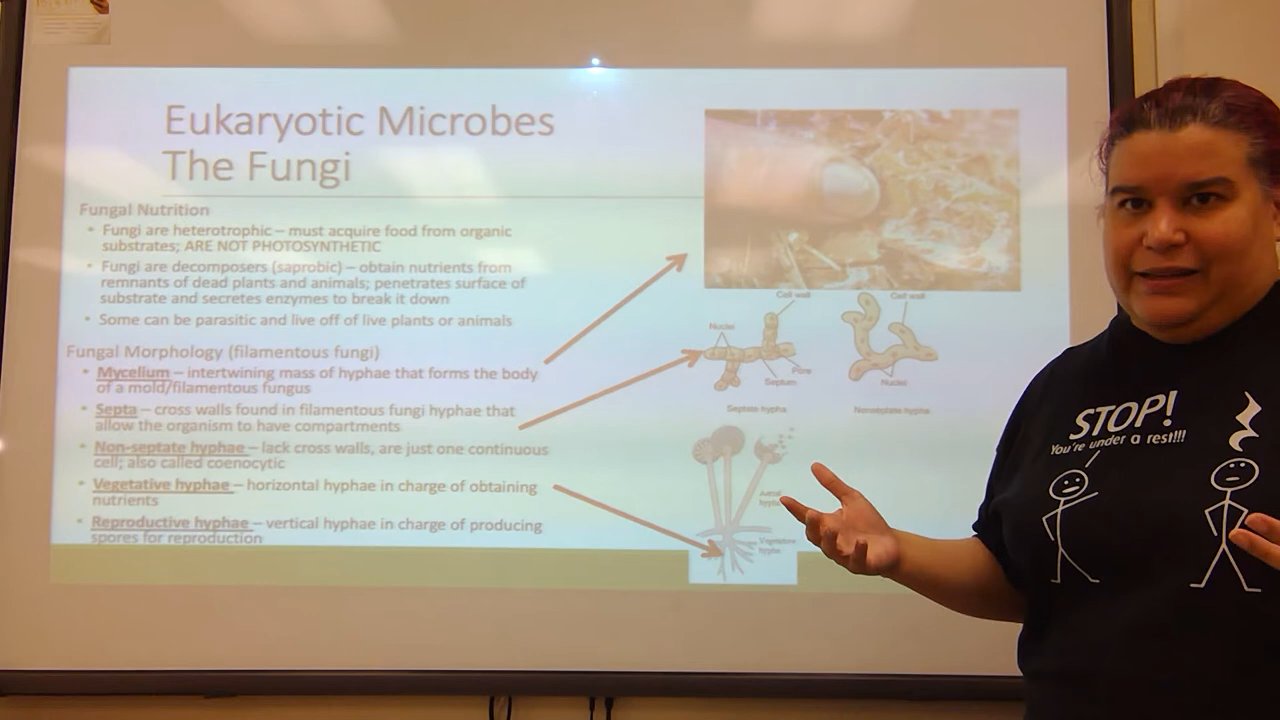 Eukaryotic Microbes
The Fungi
Fungal Nutrition
• Fungi are heterotrophic – must acquire food from organic
substrates; ARE NOT PHOTOSYNTHETIC
• Fungi are decomposers (saprobic) – obtain nutrients from
remnants of dead plants and animals; penetrates surface of
substrate and secretes enzymes to break it down
• Some can be parasitic and live off of live plants or animals
Fungal Morphology (filamentous fungi)
• Mycelium – intertwining mass of hyphae that forms the body
of a mold/filamentous fungus
• Septa – cross walls found in filamentous fungi hyphae that
allow the organism to have compartments
• Non-septate hyphae – lack cross walls, are just one continuous
cell; also called coenocytic
• Vegetative hyphae – horizontal hyphae in charge of obtaining
nutrients
• Reproductive hyphae – vertical hyphae in charge of producing
spores for reproduction
Cell wall
Cell wall
Nuclei
Pore
Septum
Nuclei
Septate hypha
Nonseptate hypha
Aerial
hypha
Vegetative
hypha
STOP!
You're under a rest!!!